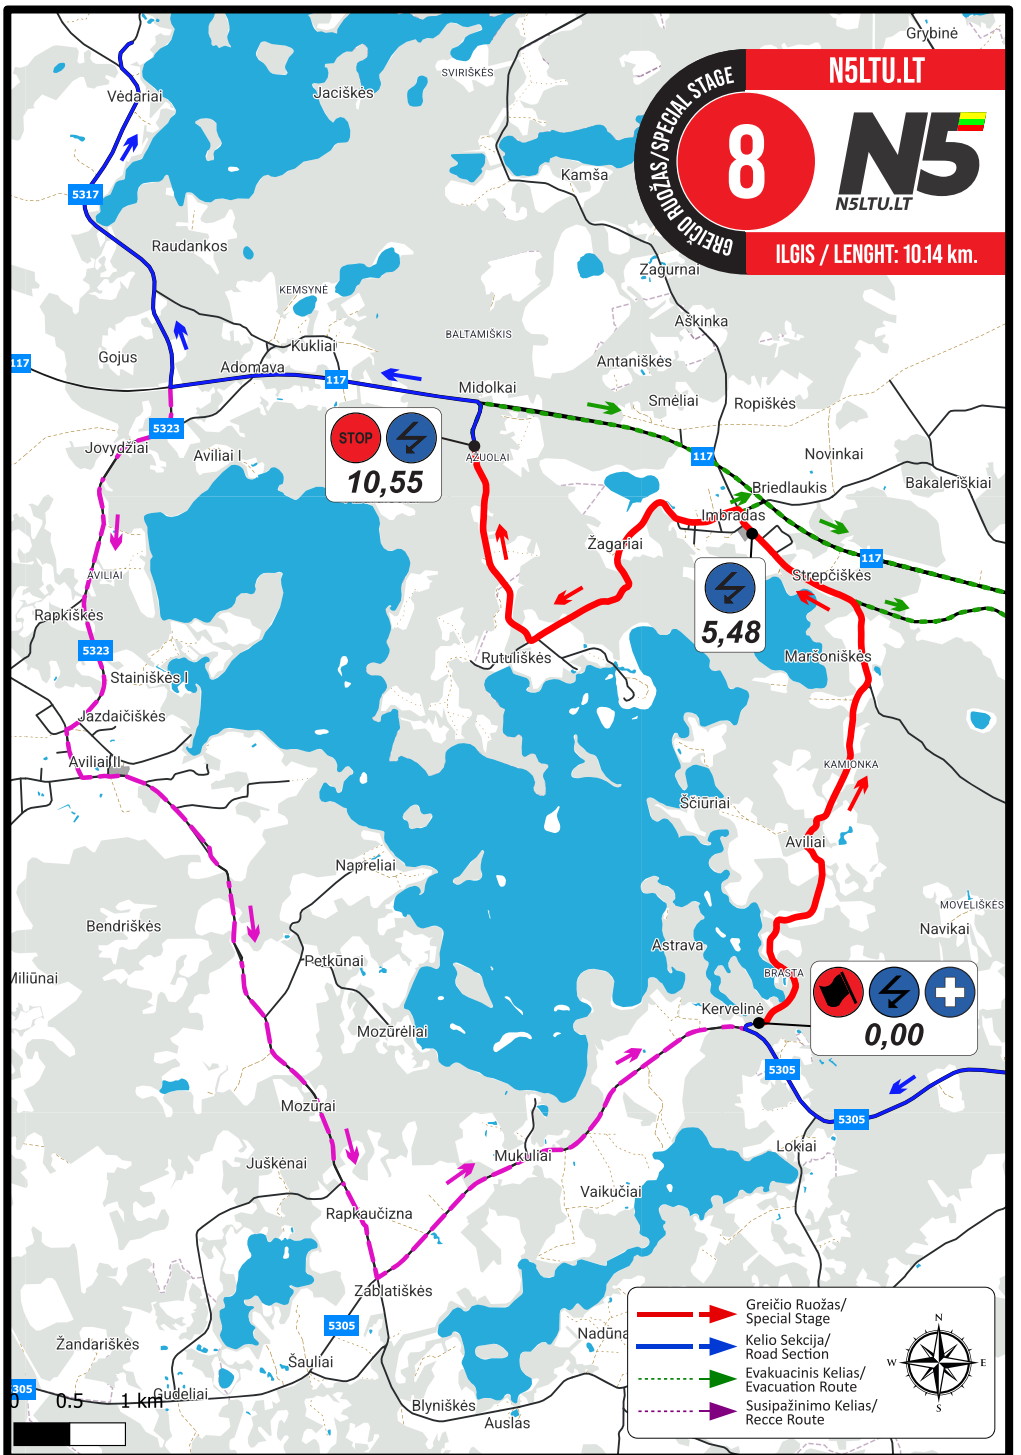 Grybinė
SVIRIŠKĖS
Jaciškės
Vėdariai
N5LTU.LT
GREIČIO RUOŽAS/SPECIAL STAGE
8
N5
N5LTU.LT
ILGIS / LENGHT: 10.14 km.
Kamša
5317
Raudankos
Zagurnai
KEMSYNĖ
Aškinka
BALTAMIŠKIS
Kukliai
Gojus
117
Adomava
117
Antaniškės
Midolkai
Smėliai
Ropiškės
5323
Jovydžiai
Aviliai I
STOP
10,55
AŽUOLAI
117
Novinkai
Briedlaukis
Bakaleriškiai
Imbradas
Žagariai
117
AVILIAI
Strepčiškės
Rapkiškės
5,48
5323
Rutuliškės
Maršoniškės
Stainiškės I
Jazdaičiškės
Aviliai II
KAMIONKA
Ščiūriai
Aviliai
Napreliai
MOVELIŠKĖS
Bendriškės
Navikai
Astrava
Petkūnai
BRASTA
Miliūnai
Kervelinė
Mozūrėliai
0,00
5305
Mozūrai
5305
Lokiai
Mukuliai
Juškėnai
Vaikučiai
Rapkaučizna
Zablatiškės
5305
Nadūna
Žandariškės
Šauliai
Gudeliai
305
Blyniškės
Auslas
0 0.5 1 km
Greičio Ruožas/
Special Stage
Kelio Sekcija/
Road Section
Evakuacinis Kelias/
Evacuation Route
Susipažinimo Kelias/
Recce Route
N
W E
S